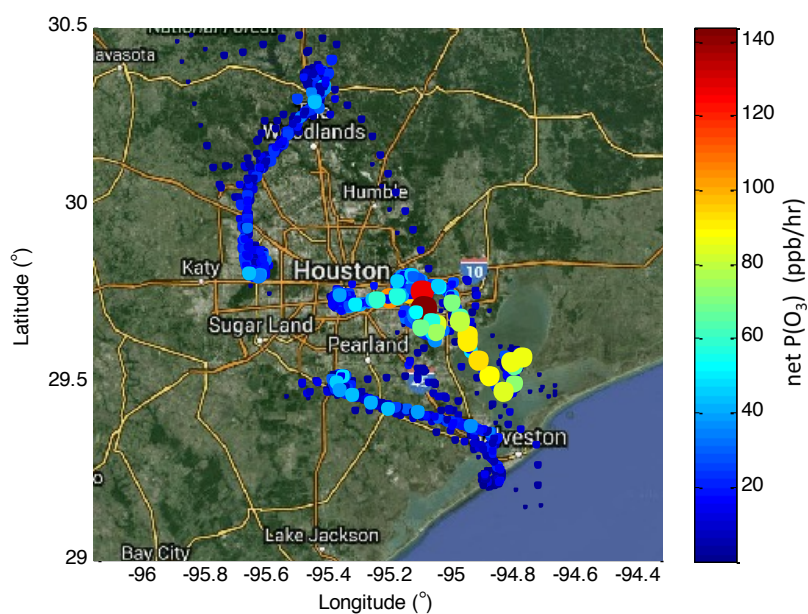 30.5
National Forest
avasota
Woodlands
Humble
30
Katy
Houston
10
Sugar Land
Pearland
29.5
lveston
o
Lake Jackson
Bay City
29
-96
-95.8
-95.6
-95.4
-95.2
-95
-94.8
-94.6
-94.4
Longitude (°)
Latitude (°)
140
120
100
80
60
40
20
net P(O3) (ppb/hr)